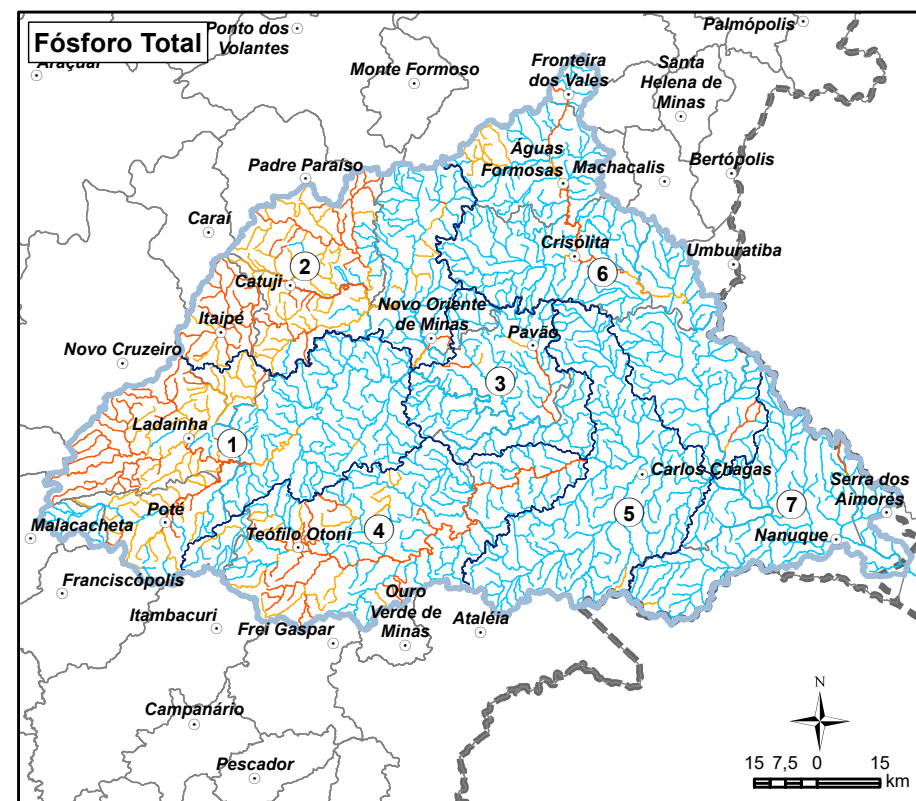 Fósforo Total
Ponto dos
Volantes
Araçuaí
Palmópolis
Monte Formoso
Fronteira
dos Vales
Santa
Helena de
Minas
Águas
Formosas
Machacalis
Bertópolis
Padre Paraíso
Caraí
Crisólita
Umburatiba
2
6
Catuji
Itaipé
Novo Oriente
de Minas
Pavão
Novo Cruzeiro
3
Ladainha
1
Carlos Chagas
Serra dos
Aimorés
Malacacheta
Poté
Teófilo Otoni
4
5
7
Nanuque
Franciscópolis
Itambacuri
Frei Gaspar
Ouro
Verde de
Minas
Ataléia
Campanário
Pescador
N
15 7,5 0 15
km